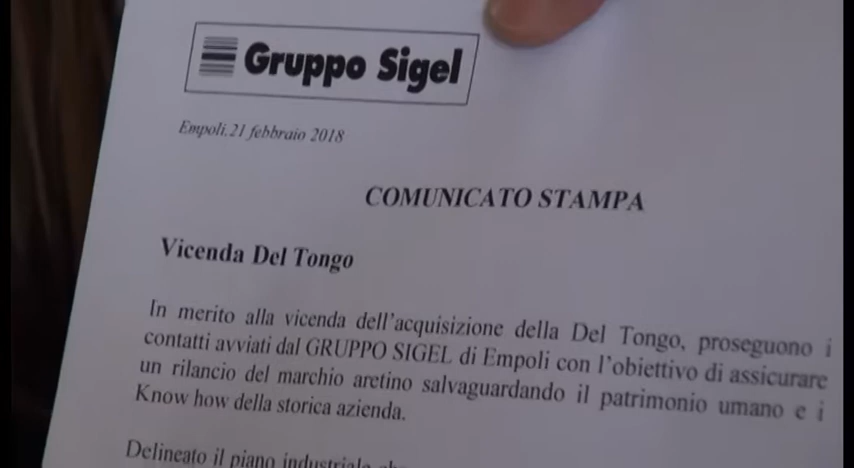 Gruppo Sigel
Empoli, 21 febbraio 2018
COMUNICATO STAMPA
Vicenda Del Tongo
In merito alla vicenda dell'acquisizione della Del Tongo, proseguono i
contatti avviati dal GRUPPO SIGEL di Empoli con l'obiettivo di assicurare
un rilancio del marchio aretino salvaguardando il patrimonio umano e i
Know how della storica azienda.
Delineato il piano industriale